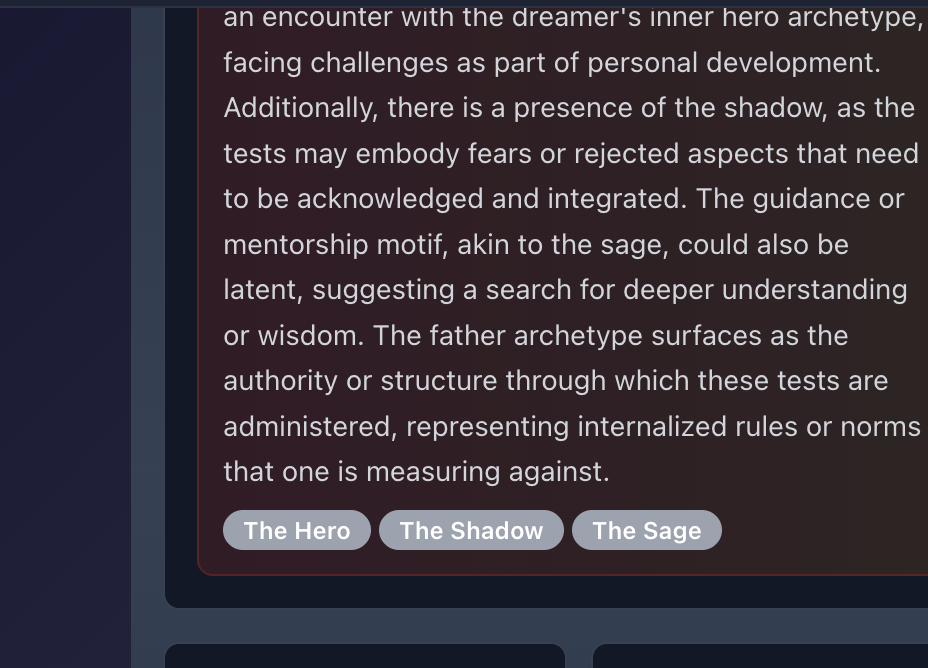 an encounter with the dreamer's inner hero archetype,
facing challenges as part of personal development.
Additionally, there is a presence of the shadow, as the
tests may embody fears or rejected aspects that need
to be acknowledged and integrated. The guidance or
mentorship motif, akin to the sage, could also be
latent, suggesting a search for deeper understanding
or wisdom. The father archetype surfaces as the
authority or structure through which these tests are
administered, representing internalized rules or norms
that one is measuring against.
The Hero The Shadow The Sage